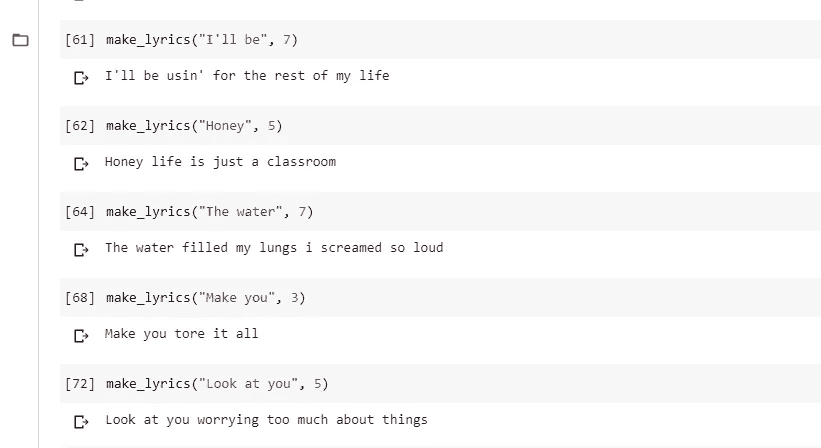 [61] make_lyrics("I'll be", 7)
I'll be usin' for the rest of my life
[62] make_lyrics("Honey", 5)
Honey life is just a classroom
[64] make_lyrics("The water", 7)
The water filled my lungs i screamed so loud
[68] make_lyrics("Make you", 3)
Make you tore it all
[72] make_lyrics("Look at you", 5)
Look at you worrying too much about things